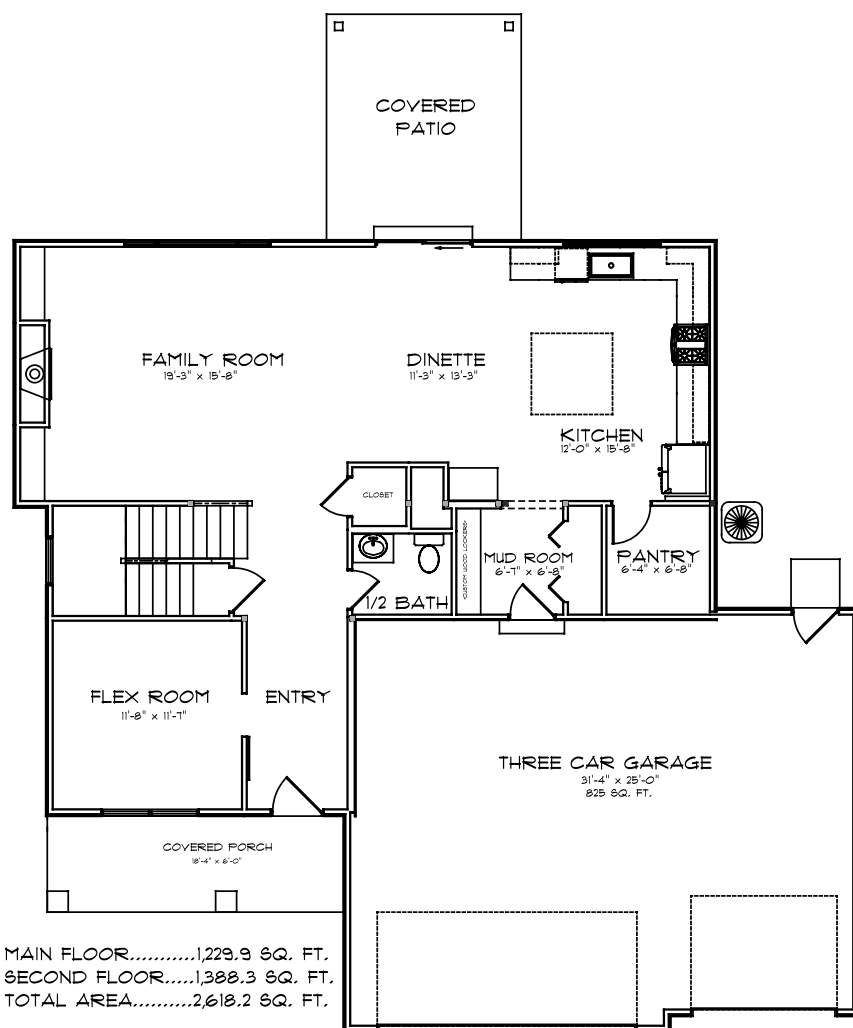 COVERED
PATIO
FAMILY ROOM
19'-3" x 15'-8"
DINETTE
11'-3" x 13'-3"
KITCHEN
12'-0" x 15'-8"
CLOSET
CUSTOM WOOD LOCKERS
MUD ROOM
6'-7" x 6'-8"
PANTRY
6'-4" x 6'-8"
1/2 BATH
FLEX ROOM
11'-8" x 11'-7"
ENTRY
THREE CAR GARAGE
31'-4" x 25'-0"
825 SQ. FT.
COVERED PORCH
18'-4" x 6'-0"
MAIN FLOOR...........1,229.9 SQ. FT.
SECOND FLOOR.....1,388.3 SQ. FT.
TOTAL AREA..........2,618.2 SQ. FT.